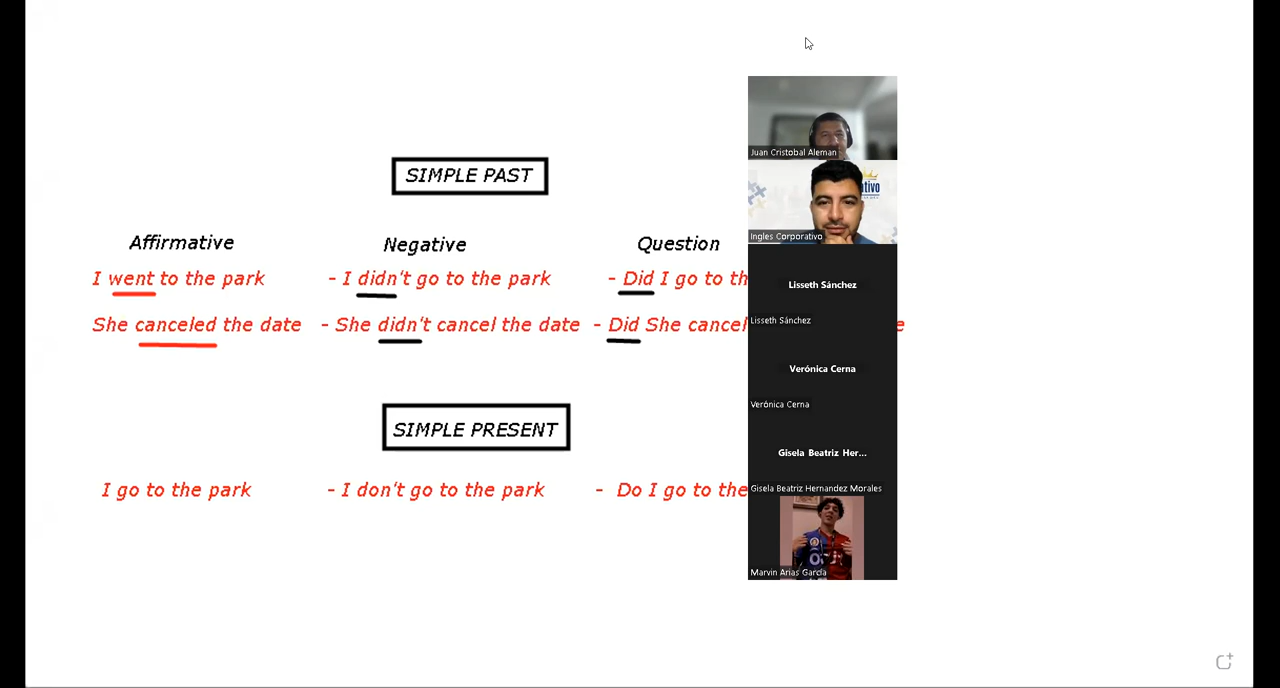 Juan Cristobal Aleman
SIMPLE PAST
Ingles Corporativo
Affirmative
Negative
Question
I went to the park
- I didn't go to the park
- Did I go to th
Lisseth Sánchez
Lisseth Sánchez
She canceled the date
- She didn't cancel the date
- Did She cancel
e
Verónica Cerna
Verónica Cerna
SIMPLE PRESENT
Gisela Beatriz Her...
Gisela Beatriz Hernandez Morales
I go to the park
- I don't go to the park
- Do I go to the
Marvin Arias García